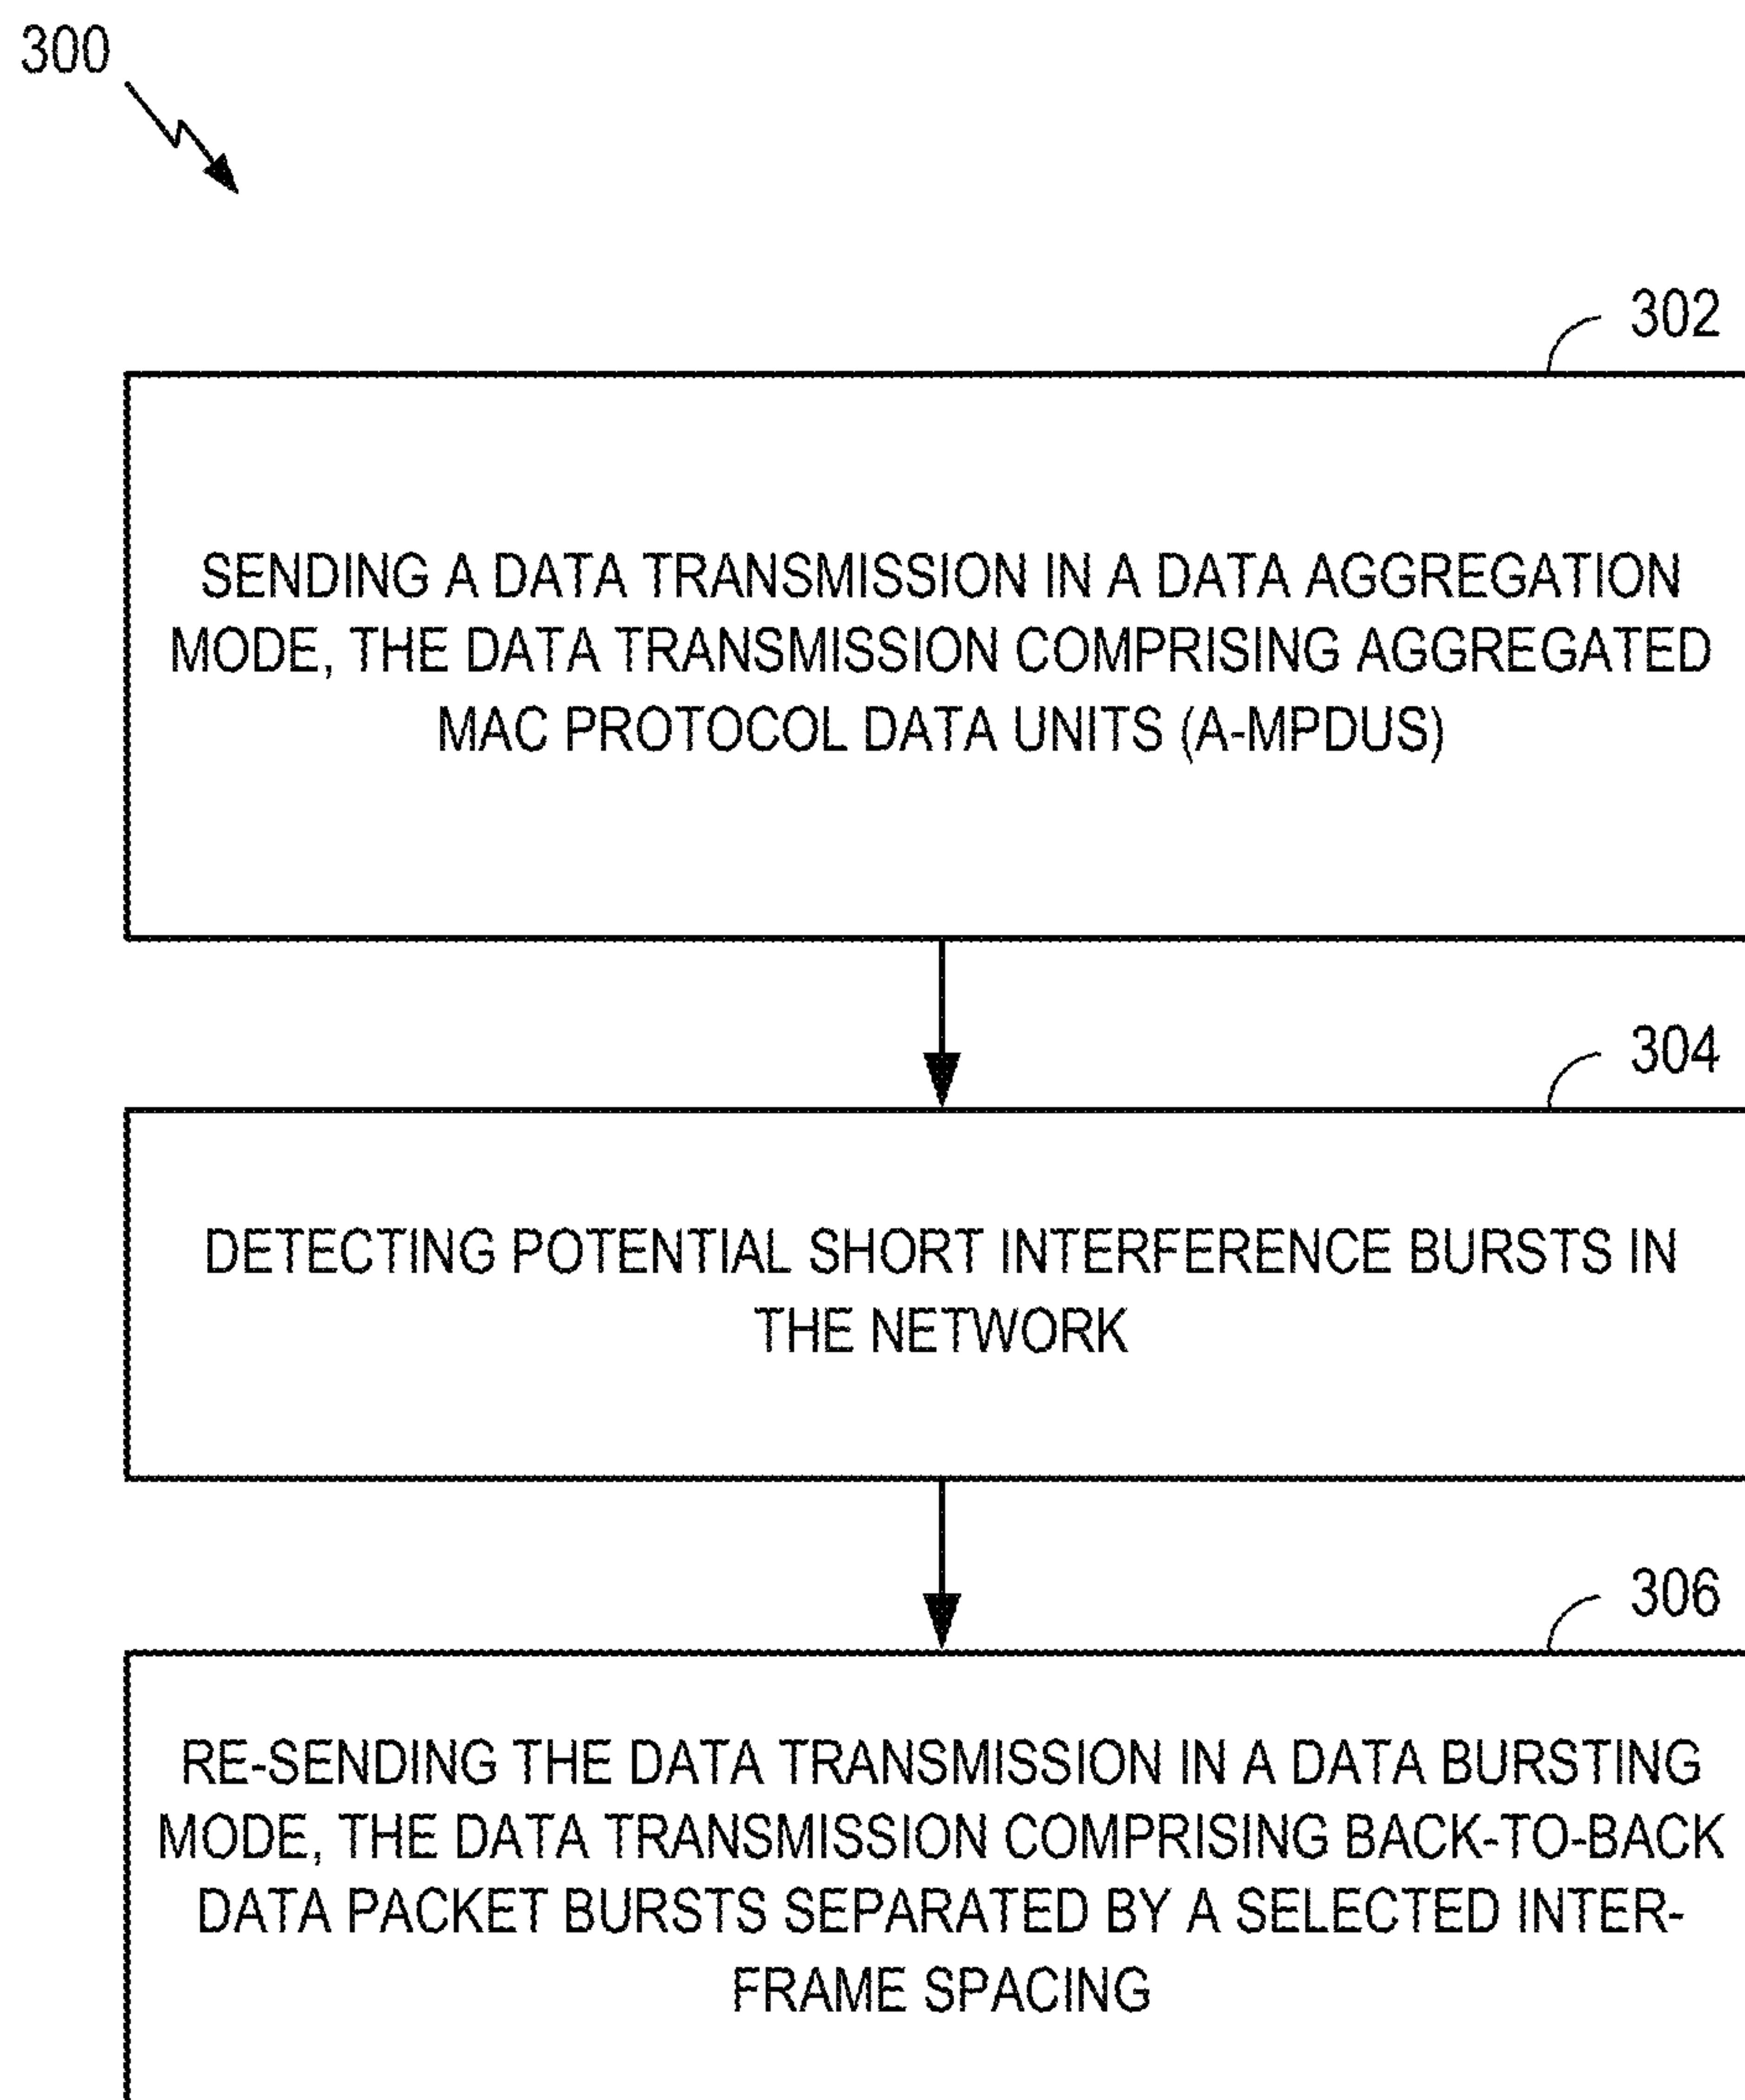 300
302
SENDING A DATA TRANSMISSION IN A DATA AGGREGATION
MODE, THE DATA TRANSMISSION COMPRISING AGGREGATED
MAC PROTOCOL DATA UNITS (A-MPDUS)
304
DETECTING POTENTIAL SHORT INTERFERENCE BURSTS IN
THE NETWORK
306
RE-SENDING THE DATA TRANSMISSION IN A DATA BURSTING
MODE, THE DATA TRANSMISSION COMPRISING BACK-TO-BACK
DATA PACKET BURSTS SEPARATED BY A SELECTED INTER-
FRAME SPACING